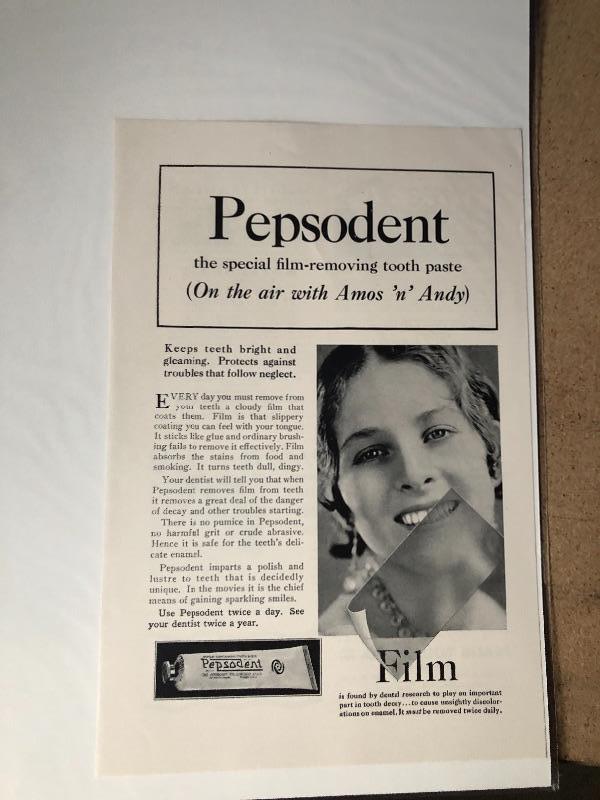 Pepsodent
the special film-removing tooth paste
(On the air with Amos 'n' Andy)
Keeps teeth bright and
gleaming. Protects against
troubles that follow neglect.
EVERY day you must remove from
your teeth a cloudy film that
coats them. Film is that slippery
coating you can feel with your tongue.
It sticks like glue and ordinary brush-
ing fails to remove it effectively. Film
absorbs the stains from food and
smoking. It turns teeth dull, dingy.
Your dentist will tell you that when
Pepsodent removes film from teeth
it removes a great deal of the danger
of decay and other troubles starting.
There is no pumice in Pepsodent,
no harmful grit or crude abrasive.
Hence it is safe for the teeth's deli-
cate enamel.
Pepsodent imparts a polish and
lustre to teeth that is decidedly
unique. In the movies it is the chief
means of gaining sparkling smiles.
Use Pepsodent twice a day. See
your dentist twice a year.
Pepsodent
Film
is found by dental research to play an important
part in tooth decay...to cause unsightly discolor-
ations on enamel. It must be removed twice daily.